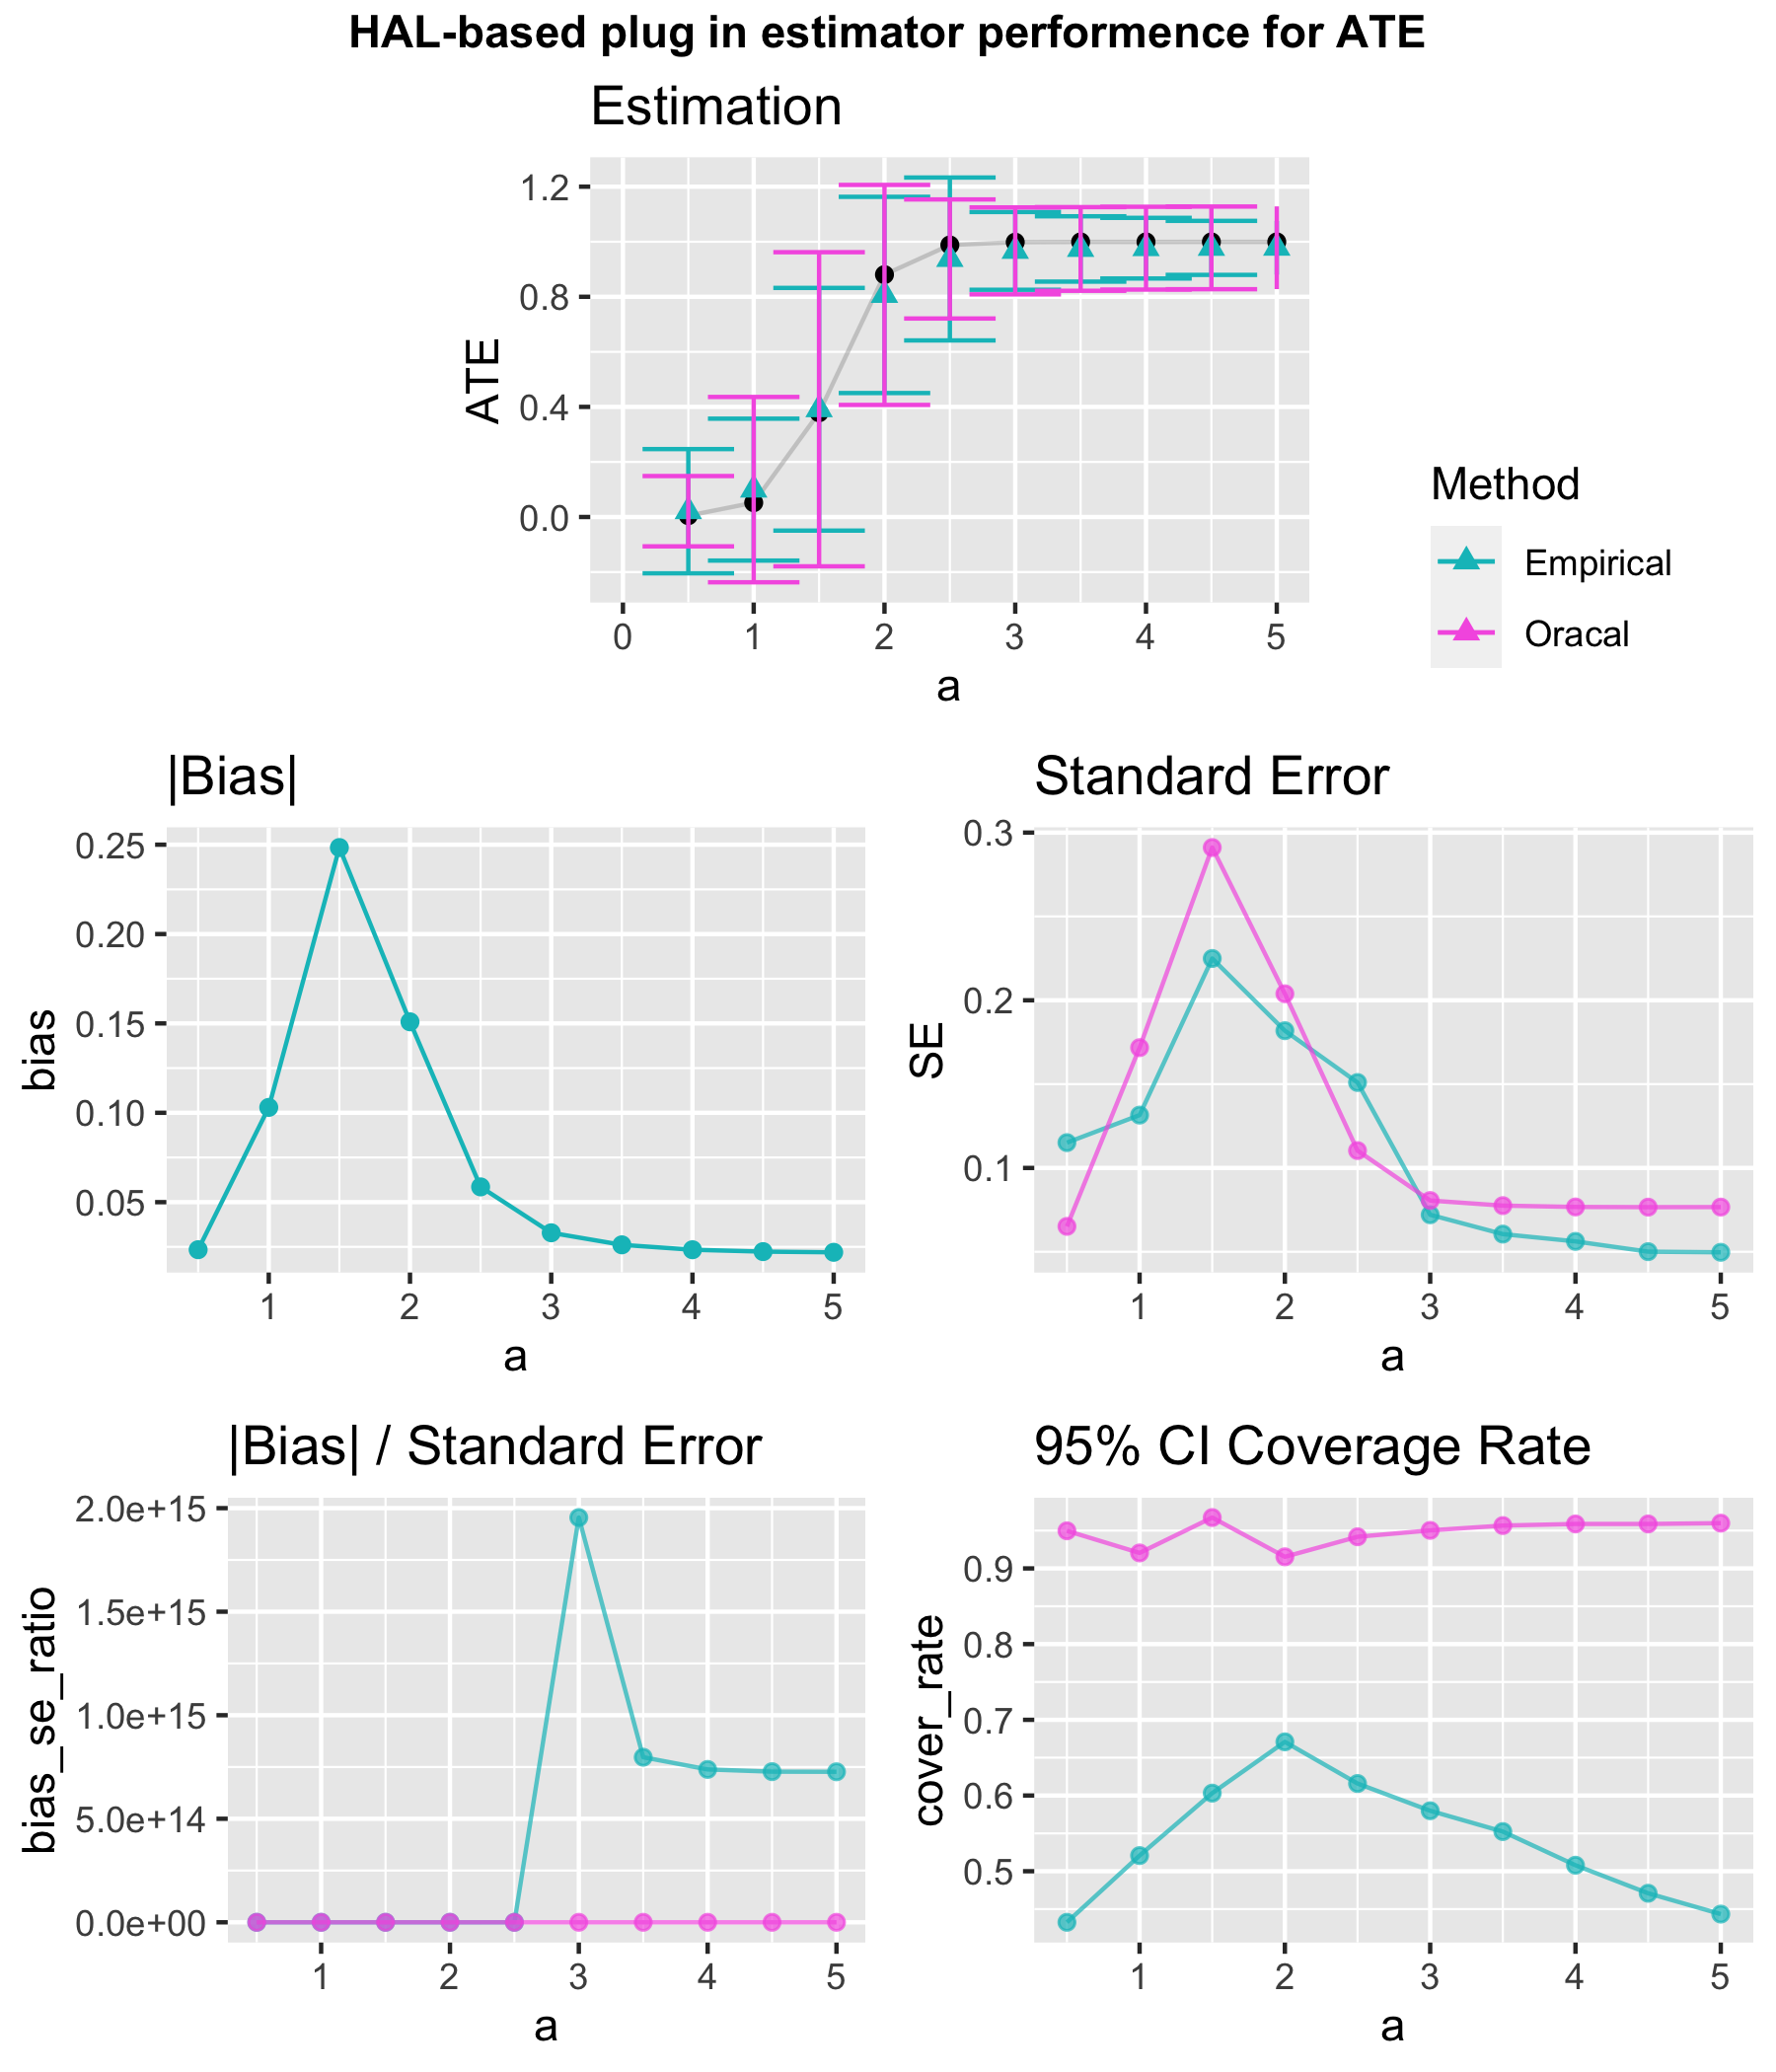 HAL-based plug in estimator performence for ATE
Estimation
1.2
0.8
0.4
0.0
ATE
0 1 2 3 4 5
a
Method
Empirical
Oracal
|Bias|
0.25
0.20
0.15
0.10
0.05
bias
1 2 3 4 5
a
Standard Error
0.3
0.2
0.1
SE
1 2 3 4 5
a
|Bias| / Standard Error
2.0e+15
1.5e+15
1.0e+15
5.0e+14
0.0e+00
bias_se_ratio
1 2 3 4 5
a
95% CI Coverage Rate
0.9
0.8
0.7
0.6
0.5
cover_rate
1 2 3 4 5
a